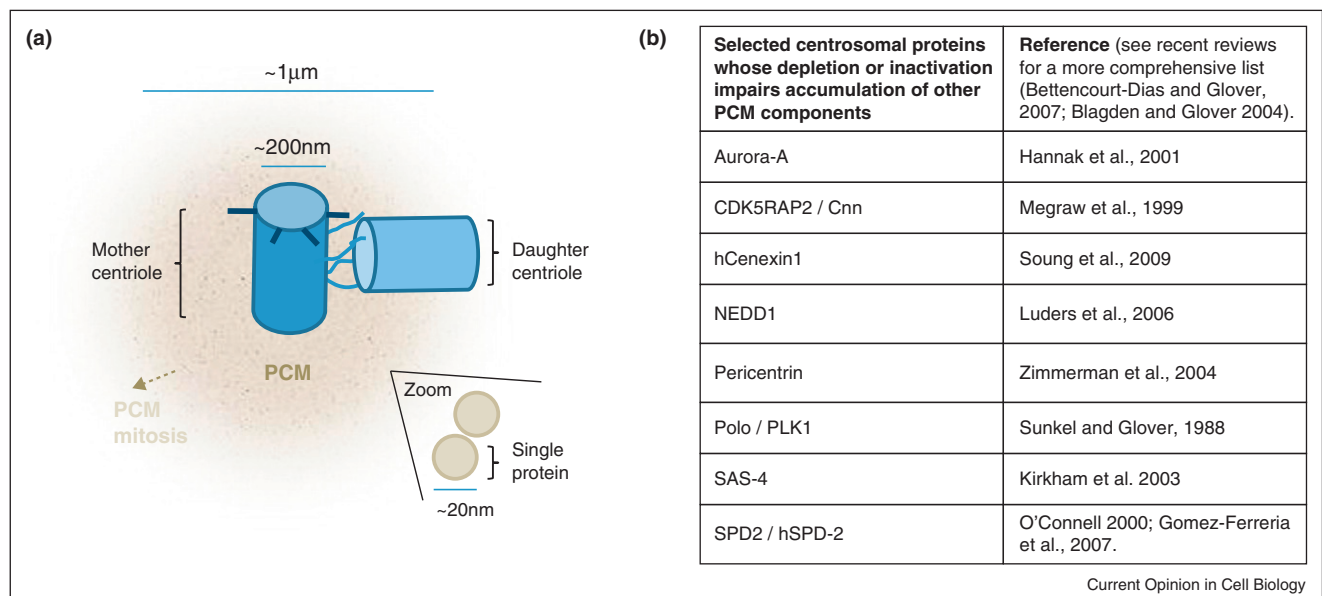 (a)
~1µm
~200nm
Mother
centriole
Daughter
centriole
PCM
PCM
mitosis
Zoom
Single
protein
~20nm
(b)
Selected centrosomal proteins
whose depletion or inactivation
impairs accumulation of other
PCM components
Reference (see recent reviews
for a more comprehensive list
(Bettencourt-Dias and Glover,
2007; Blagden and Glover 2004).
Aurora-A
Hannak et al., 2001
CDK5RAP2 / Cnn
Megraw et al., 1999
hCenexin1
Soung et al., 2009
NEDD1
Luders et al., 2006
Pericentrin
Zimmerman et al., 2004
Polo / PLK1
Sunkel and Glover, 1988
SAS-4
Kirkham et al. 2003
SPD2 / hSPD-2
O’Connell 2000; Gomez-Ferreria
et al., 2007.
Current Opinion in Cell Biology